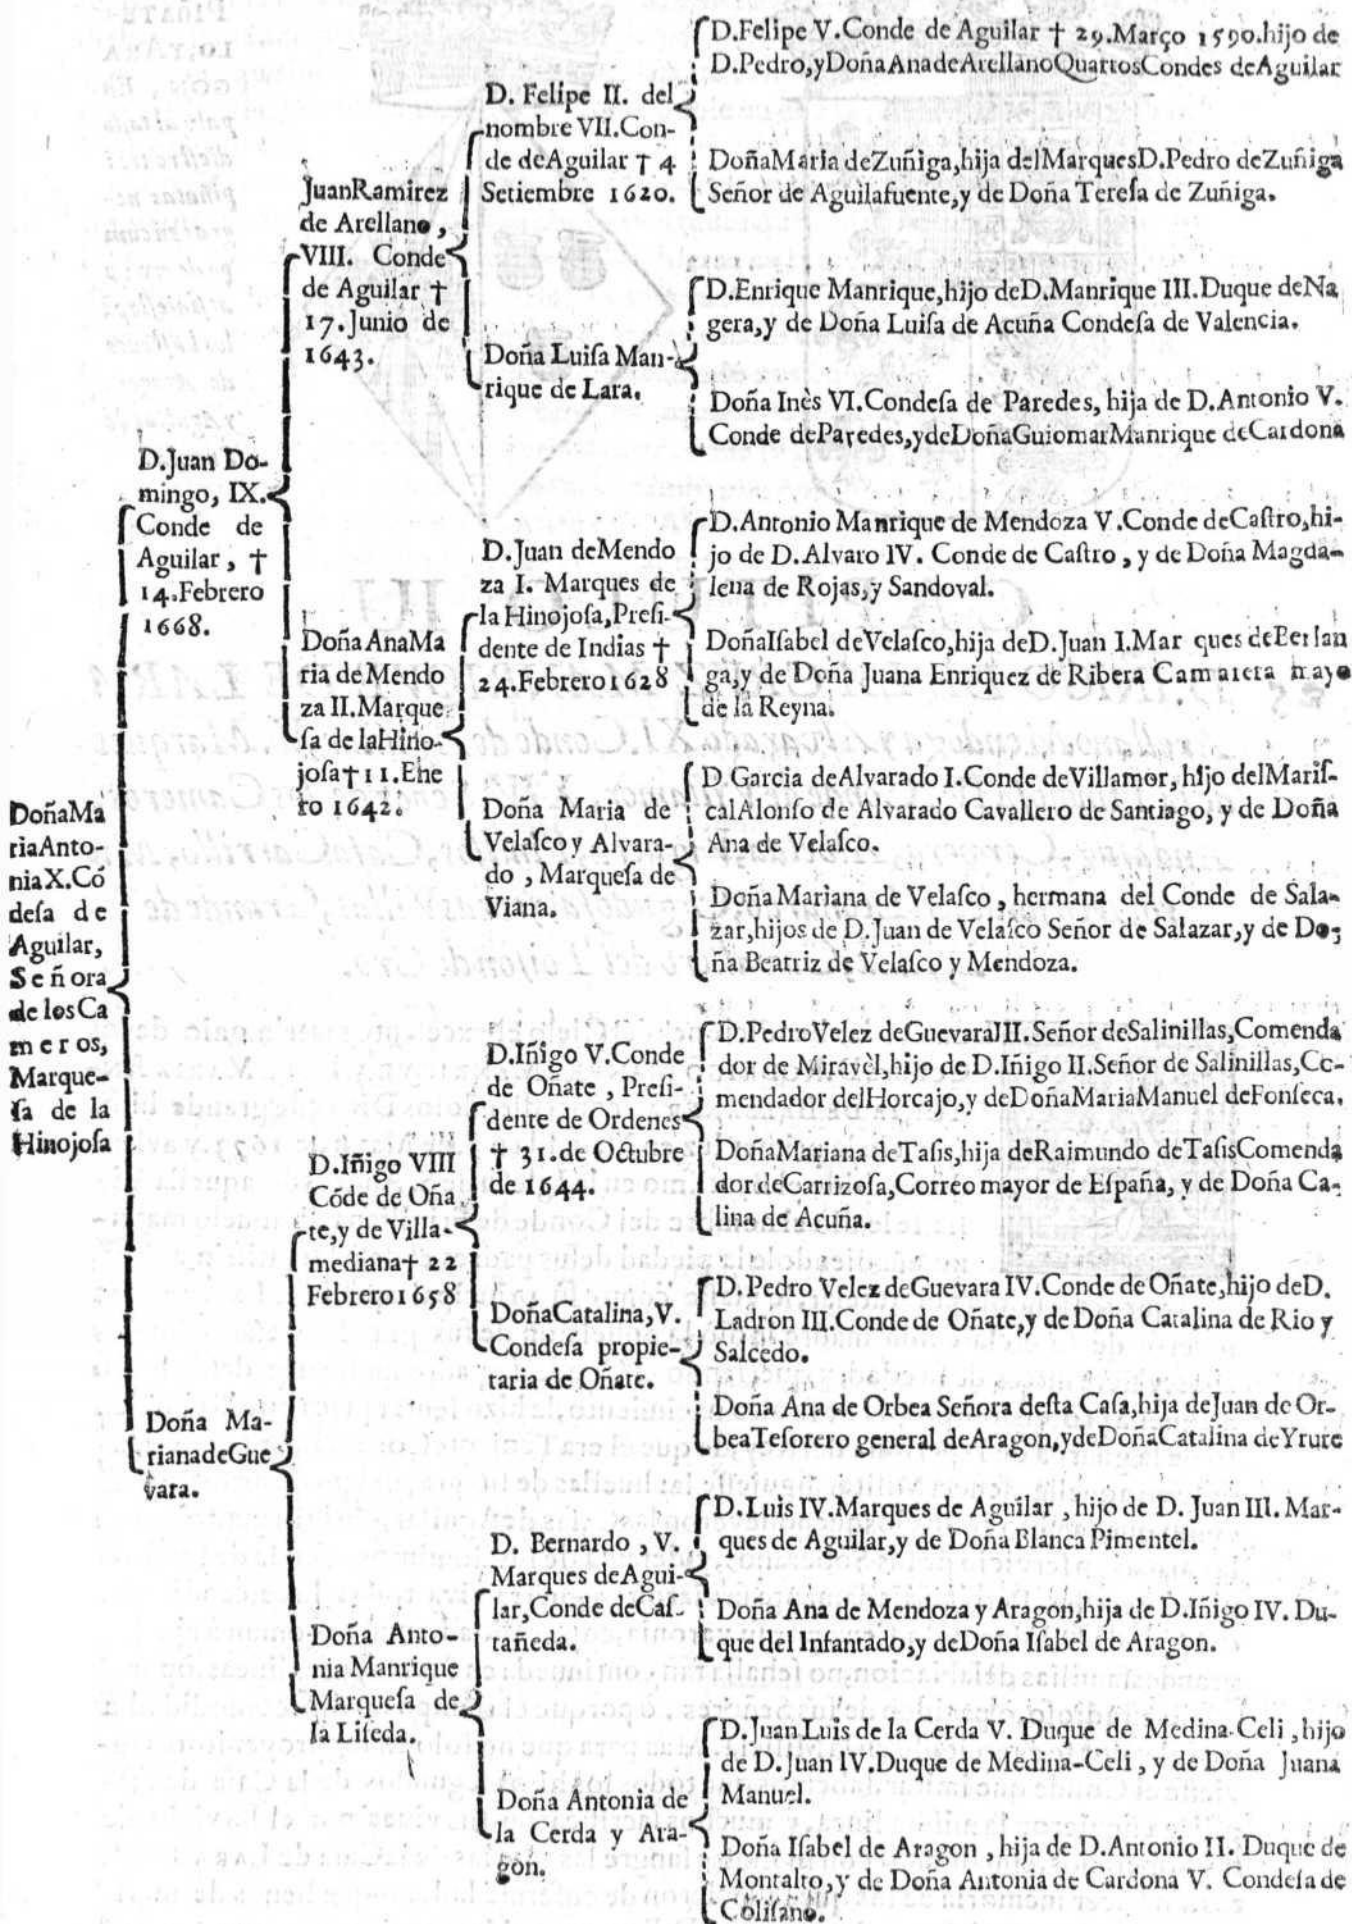 DoñaMa
riaAnto-
niaX.Có
deſa de
Aguilar,
Señora
de los Ca
meros,
Marque-
ſa de la
Hinojoſa
D.Juan Do-
mingo, IX.
Conde de
Aguilar, †
14.Febrero
1668.
Doña Ma-
rianadeGue
vara.
JuanRamirez
de Arellano,
VIII. Conde
de Aguilar †
17.Junio de
1643.
Doña AnaMa
ria de Mendo
za II.Marque
ſa de laHino-
joſa † 11.Ene
ro 1642.
D.Iñigo VIII
Códe de Oña
te,y de Villa-
mediana † 22
Febrero 1658
Doña Anto-
nia Manrique
Marqueſa de
la Liſeda.
D. Felipe II. del
nombre VII.Con-
de deAguilar † 4
Setiembre 1620.
Doña Luiſa Man-
rique de Lara.
D.Juan deMendo
za I. Marques de
la Hinojoſa,Preſi-
dente de Indias †
24.Febrero 1628
Doña Maria de
Velaſco y Alvara-
do, Marqueſa de
Viana.
D.Iñigo V.Conde
de Oñate, Preſi-
dente de Ordenes
† 31.de Octubre
de 1644.
DoñaCatalina,V.
Condeſa propie-
taria de Oñate.
D. Bernardo, V.
Marques deAgui-
lar,Conde deCaſ-
tañeda.
Doña Antonia de
la Cerda y Ara-
gon.
D.Felipe V.Conde de Aguilar † 29.Março 1590.hijo de
D.Pedro,yDoñaAnadeArellanoQuartosCondes deAguilar
DoñaMaria deZuñiga,hija delMarquesD.Pedro deZuñiga
Señor de Aguilafuente,y de Doña Tereſa de Zuñiga.
D.Enrique Manrique,hijo deD.Manrique III.Duque deNa
gera,y de Doña Luiſa de Acuña Condeſa de Valencia.
Doña Inès VI.Condeſa de Paredes, hija de D.Antonio V.
Conde deParedes,ydeDoñaGuiomarManrique deCardona
D.Antonio Manrique de Mendoza V.Conde deCaſtro,hi-
jo de D.Alvaro IV. Conde de Caſtro, y de Doña Magda-
lena de Rojas,y Sandoval.
DoñaIſabel deVelaſco,hija deD.Juan I.Mar ques deBerlan
ga,y de Doña Juana Enriquez de Ribera Camarera mayo
de la Reyna.
D.Garcia deAlvarado I.Conde deVillamor, hijo delMariſ-
calAlonſo de Alvarado Cavallero de Santiago, y de Doña
Ana de Velaſco.
Doña Mariana de Velaſco, hermana del Conde de Sala-
zar,hijos de D.Juan de Velaſco Señor de Salazar,y de Do-
ña Beatriz de Velaſco y Mendoza.
D.PedroVelez deGuevaraIII.Señor deSalinillas,Comenda
dor de Miravèl,hijo de D.Iñigo II.Señor de Salinillas,Co-
mendador delHorcajo,y deDoñaMariaManuel deFonſeca.
DoñaMariana de Taſis,hija deRaimundo deTaſisComenda
dor deCarrizoſa,Correo mayor de Eſpaña, y de Doña Ca-
lina de Acuña.
D.Pedro Velez deGuevara IV.Conde de Oñate,hijo deD.
Ladron III.Conde de Oñate,y de Doña Catalina de Rio y
Salcedo.
Doña Ana de Orbea Señora deſta Caſa,hija deJuan de Or-
beaTeſorero general deAragon,ydeDoñaCatalina deYrure
D.Luis IV.Marques de Aguilar, hijo de D. Juan III. Mar-
ques de Aguilar,y de Doña Blanca Pimentel.
Doña Ana de Mendoza y Aragon,hija de D.Iñigo IV. Du-
que del Infantado,y deDoña Iſabel de Aragon.
D.Juan Luis de la Cerda V. Duque de Medina-Celi, hijo
de D.Juan IV.Duque de Medina-Celi, y de Doña Juana
Manuel.
Doña Iſabel de Aragon, hija de D.Antonio II. Duque de
Montalto,y de Doña Antonia de Cardona V. Condeſa de
Coliſano.